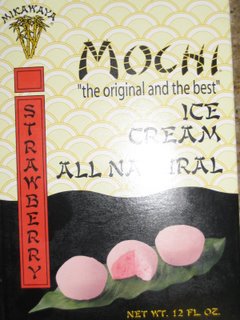 MIKAWAYA
MOCHI
"the original and the best"
ICE
CREAM
ALL NATURAL
STRAWBERRY
NET WT. 12 FL OZ.